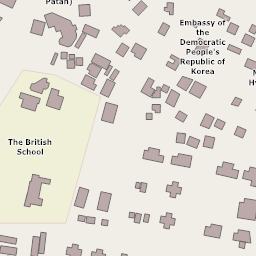 Patan)
Embassy of
the
Democratic
People's
Republic of
Korea
The British
School